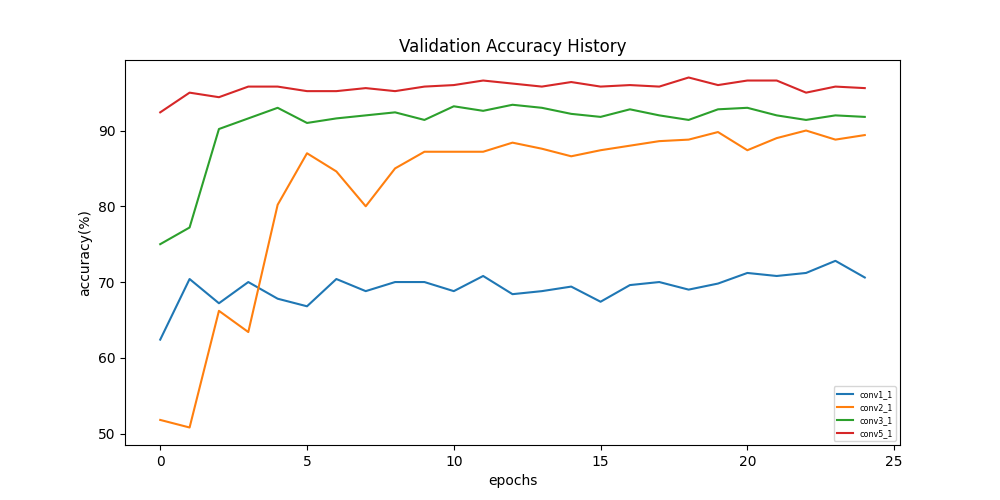 Validation Accuracy History
accuracy(%)
90
80
70
60
50
0 5 10 15 20 25
epochs
conv1_1
conv2_1
conv3_1
conv5_1